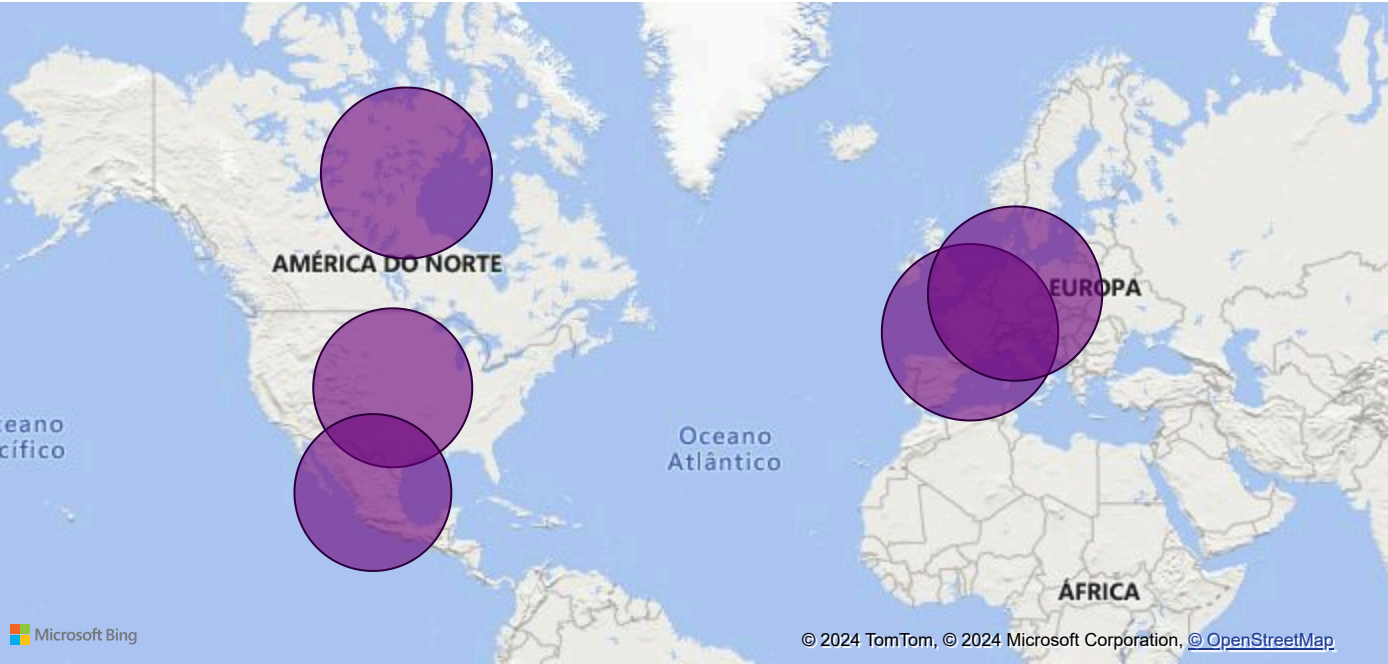 AMÉRICA DO NORTE
EUROPA
Oceano
Atlântico
ÁFRICA
Microsoft Bing
© 2024 TomTom, © 2024 Microsoft Corporation, © OpenStreetMap